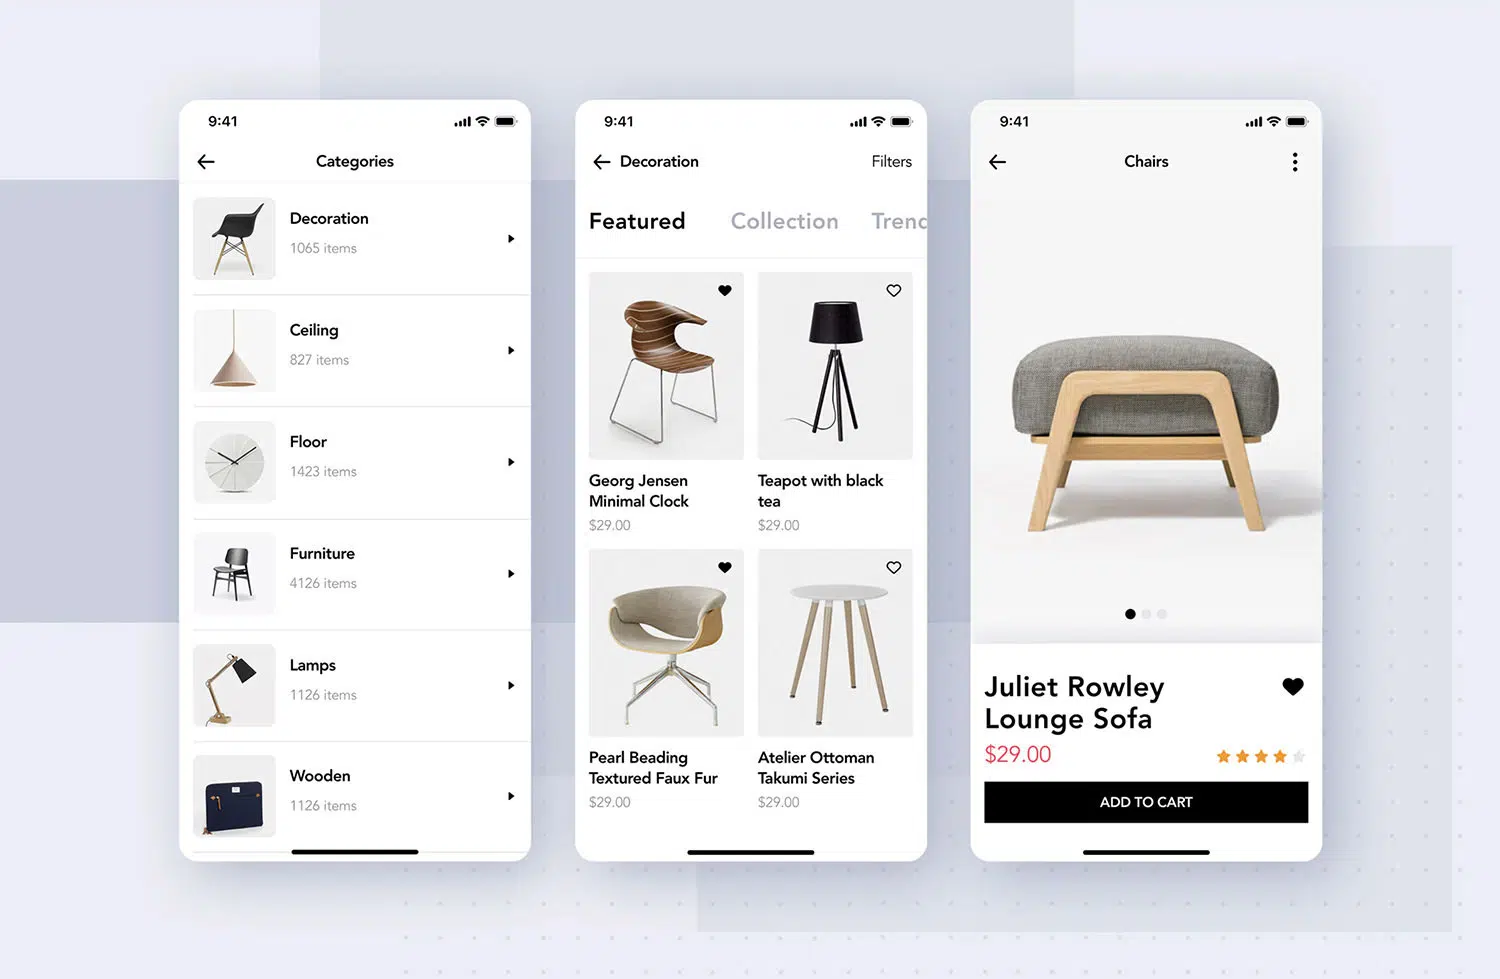 9:41
Categories
Decoration
1065 items
Ceiling
827 items
Floor
1423 items
Furniture
4126 items
Lamps
1126 items
Wooden
1126 items
9:41
Decoration
Filters
Featured
Collection
Trend
Georg Jensen
Minimal Clock
$29.00
Teapot with black
tea
$29.00
Pearl Beading
Textured Faux Fur
$29.00
Atelier Ottoman
Takumi Series
$29.00
9:41
Chairs
Juliet Rowley
Lounge Sofa
$29.00
ADD TO CART